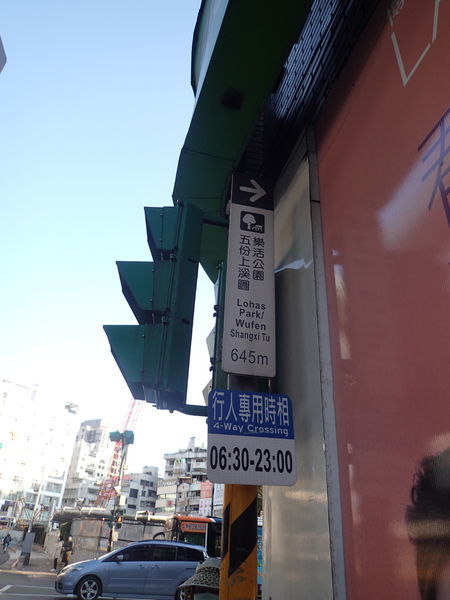 樂活公園
五份上溪圖
Lohas
Park/
Wufen
Shangxi Tu
645m
行人專用時相
4-Way Crossing
06:30-23:00